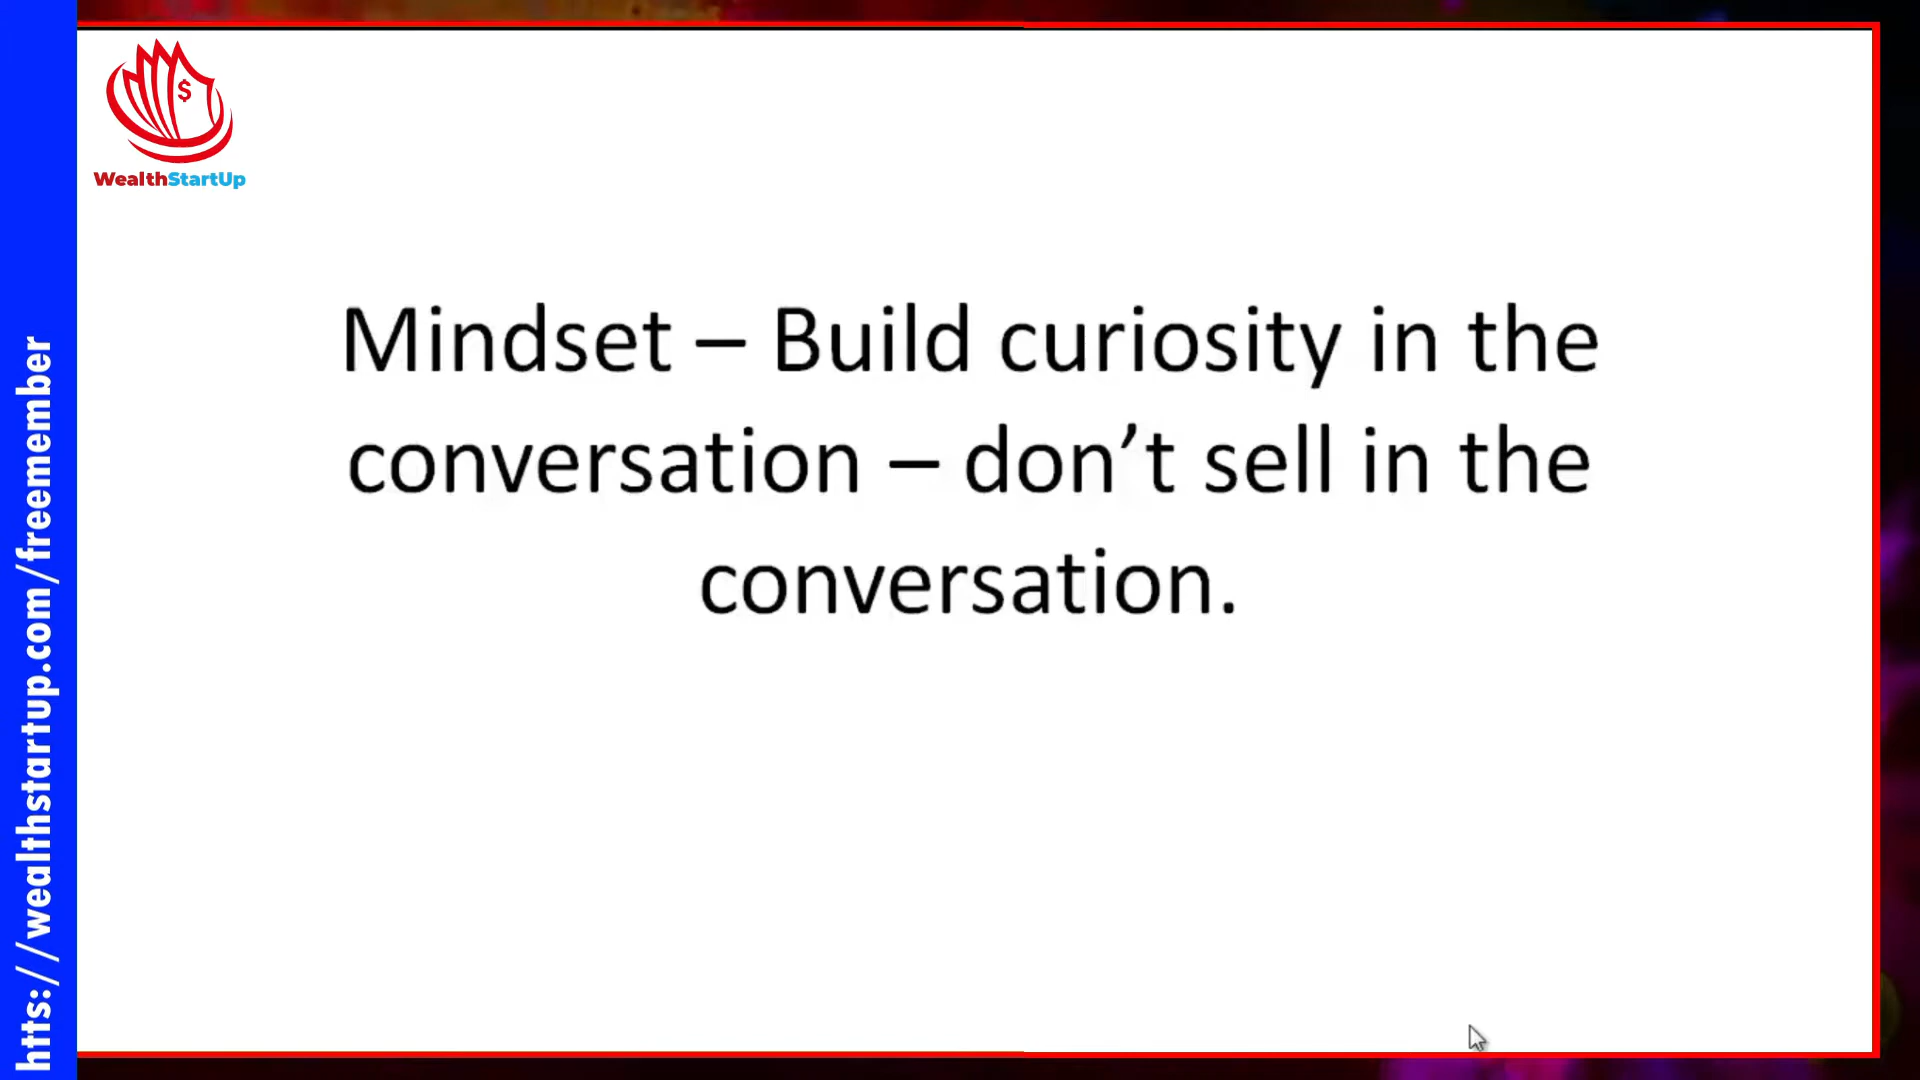 $
WealthStartUp
Mindset – Build curiosity in the
conversation – don’t sell in the
conversation.
htts://wealthstartup.com/freemember